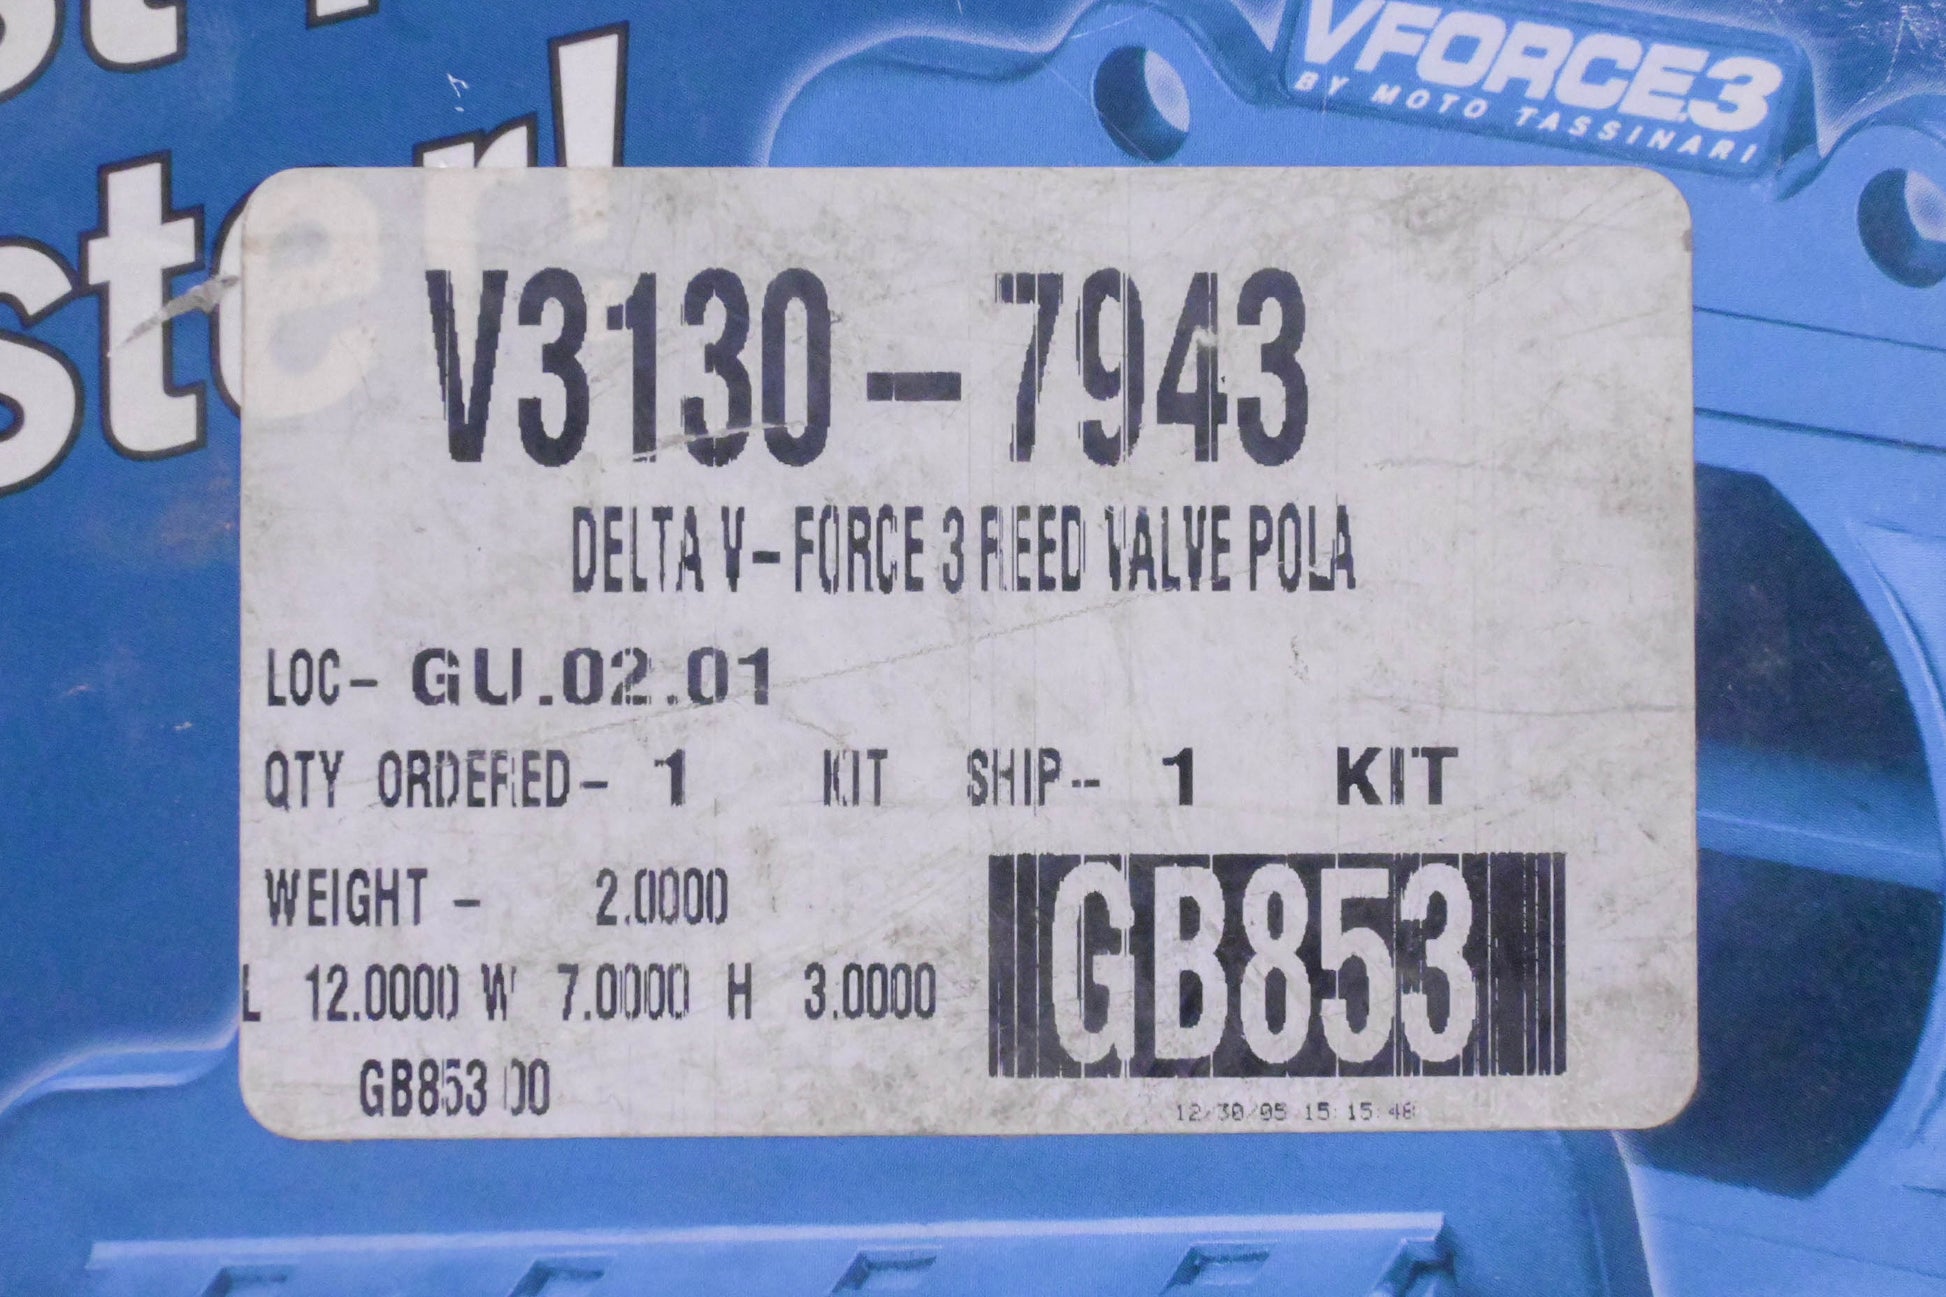 VFORCE3
BY MOTO TASSINARI
V3130-7943
DELTA V-FORCE 3 REED VALVE POLA
LOC- GU.02.01
QTY ORDERED- 1 KIT SHIP- 1 KIT
WEIGHT - 2.0000
L 12.0000 W 7.0000 H 3.0000
GB853
GB853 00
12/30/05 15:15:48